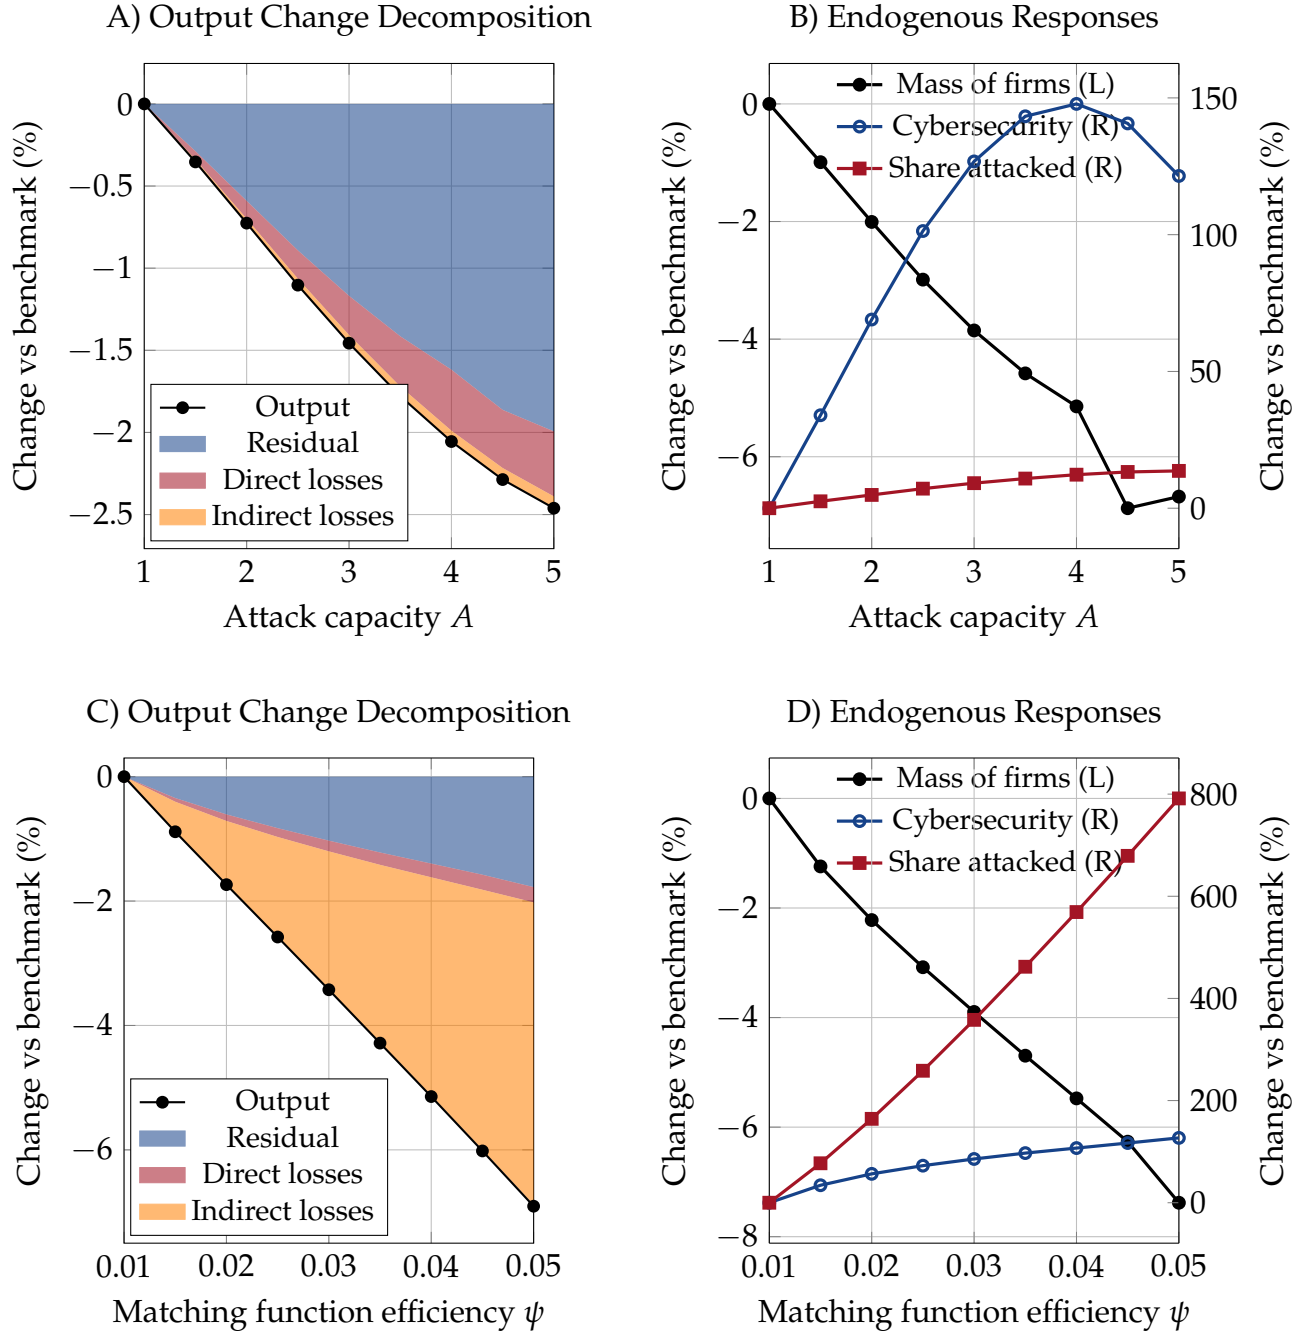 A) Output Change Decomposition
Change vs benchmark (%)
0
−0.5
−1
−1.5
−2
−2.5
Output
Residual
Direct losses
Indirect losses
1 2 3 4 5
Attack capacity A
B) Endogenous Responses
Change vs benchmark (%)
0
−2
−4
−6
Mass of firms (L)
Cybersecurity (R)
Share attacked (R)
150
100
50
0
Change vs benchmark (%)
1 2 3 4 5
Attack capacity A
C) Output Change Decomposition
Change vs benchmark (%)
0
−2
−4
−6
Output
Residual
Direct losses
Indirect losses
0.01 0.02 0.03 0.04 0.05
Matching function efficiency ψ
D) Endogenous Responses
Change vs benchmark (%)
0
−2
−4
−6
−8
Mass of firms (L)
Cybersecurity (R)
Share attacked (R)
800
600
400
200
0
Change vs benchmark (%)
0.01 0.02 0.03 0.04 0.05
Matching function efficiency ψ